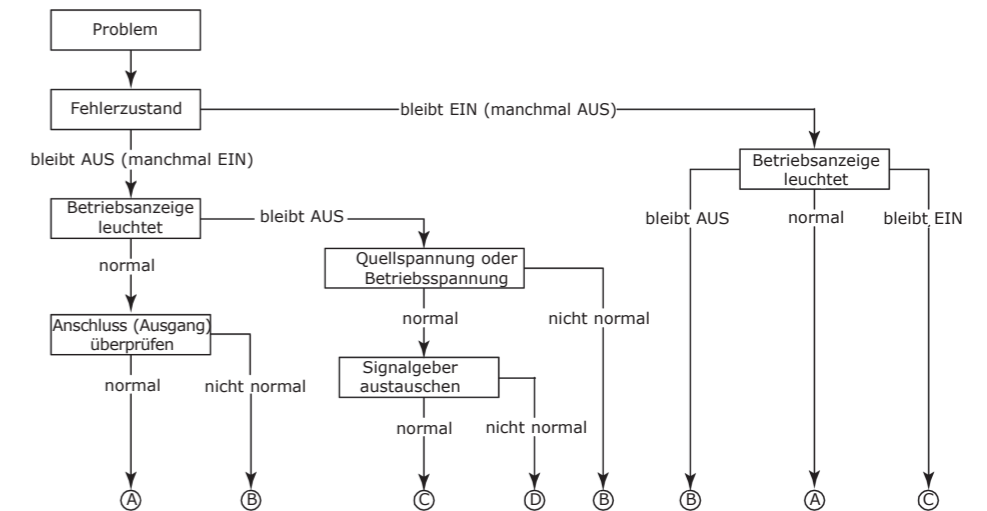 Problem
Fehlerzustand
bleibt EIN (manchmal AUS)
bleibt AUS (manchmal EIN)
Betriebsanzeige
leuchtet
Betriebsanzeige
leuchtet
bleibt AUS
bleibt AUS
normal
bleibt EIN
normal
Quellspannung oder
Betriebsspannung
Anschluss (Ausgang)
überprüfen
normal
nicht normal
Signalgeber
austauschen
normal
nicht normal
normal
nicht normal
A
B
C
D
B
B
A
C